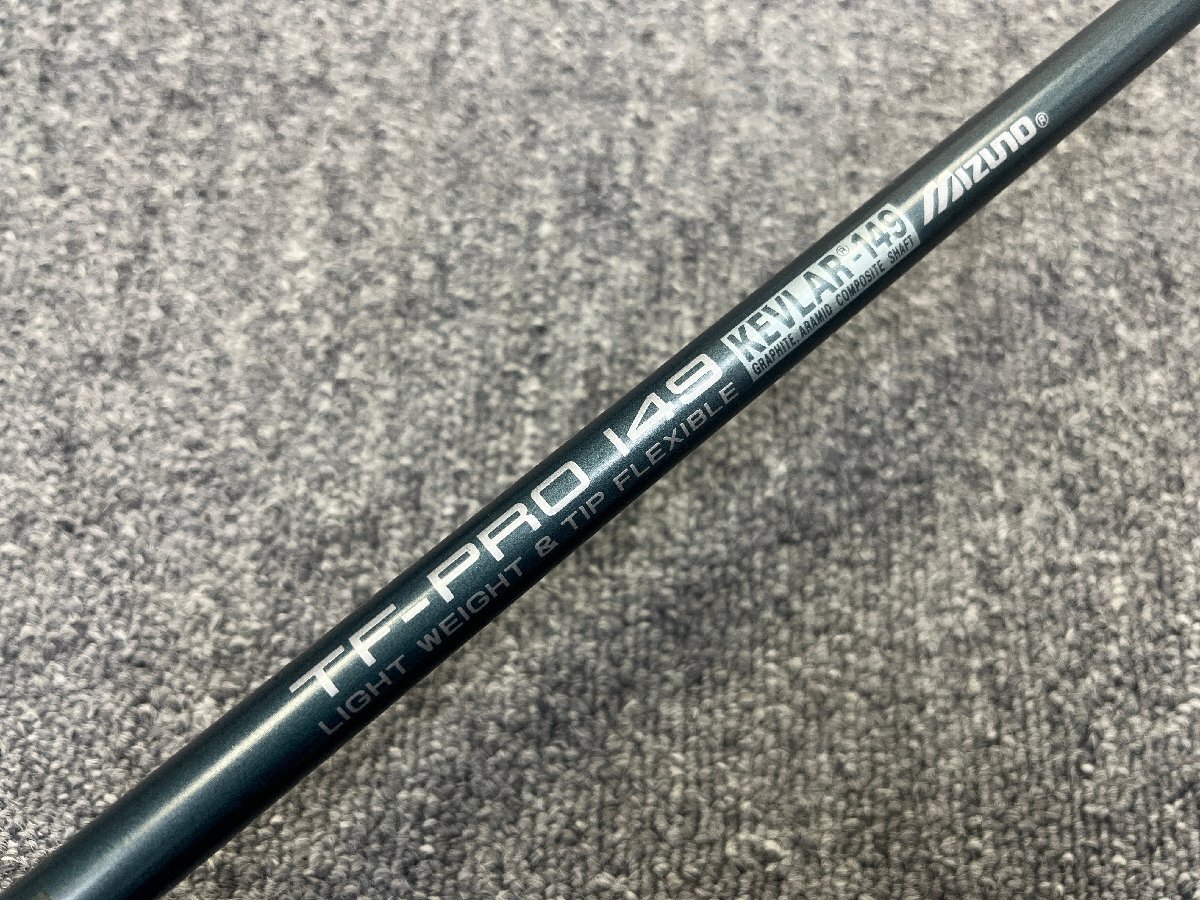 TF-PRO 149
LIGHT WEIGHT & TIP FLEXIBLE
KEVLAR®-149
GRAPHITE, ARAMID COMPOSITE SHAFT
MIZUNO®